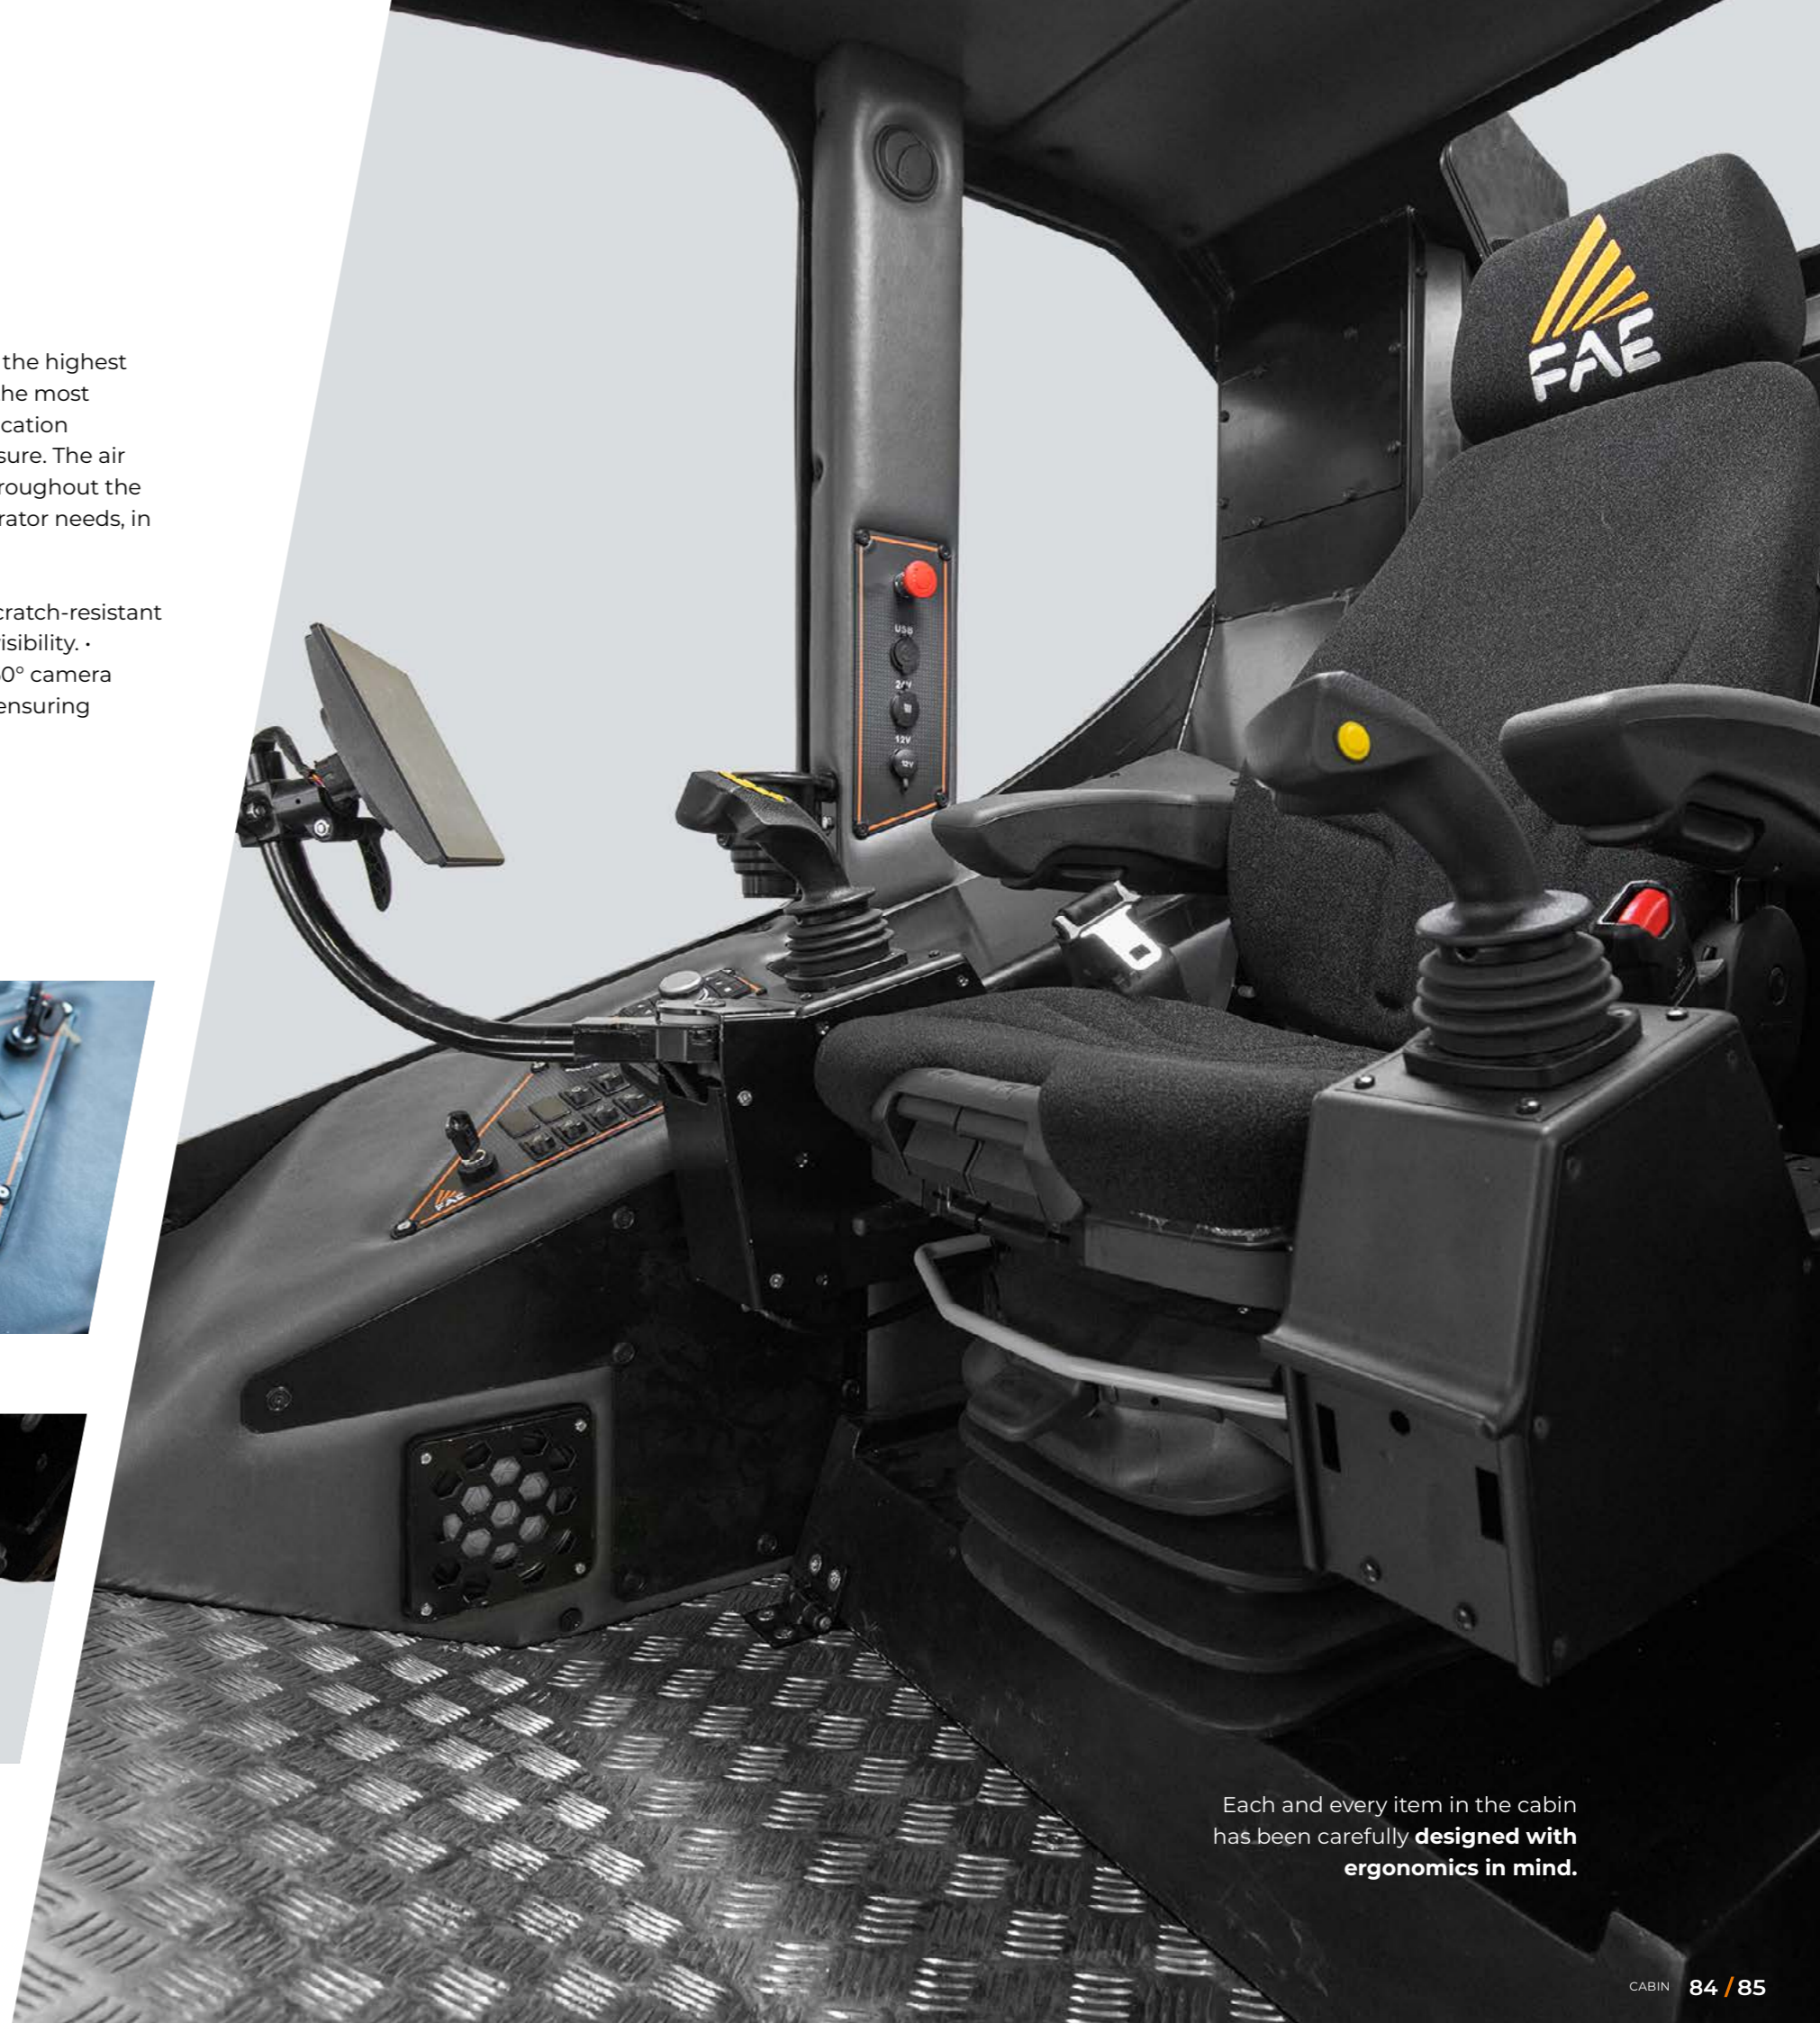 the highest
he most
cation
sure. The air
roughout the
rator needs, in
cratch-resistant
isibility. •
0° camera
ensuring
FAE
USB
24V
12V
12V
FAE
Each and every item in the cabin
has been carefully designed with
ergonomics in mind.
CABIN 84 / 85